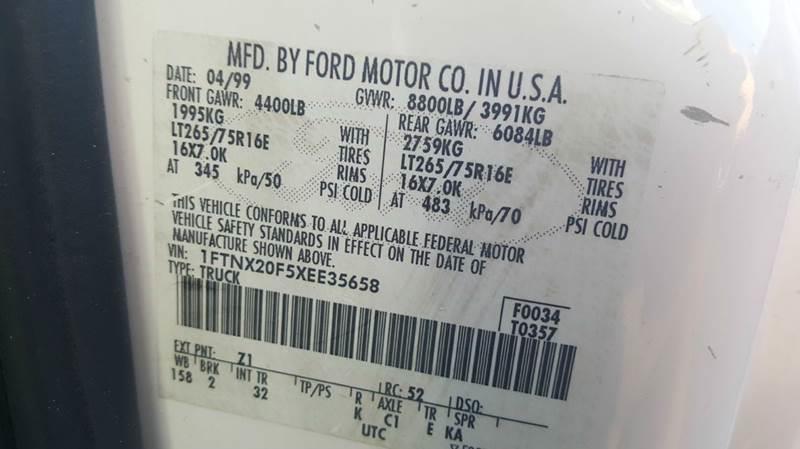 MFD. BY FORD MOTOR CO. IN U.S.A.
DATE: 04/99 GVWR: 8800LB/ 3991KG
FRONT GAWR: 4400LB REAR GAWR: 6084LB
1995KG WITH 2759KG WITH
LT265/75R16E TIRES LT265/75R16E TIRES
16X7.0K RIMS 16X7.0K RIMS
AT 345 kPa/50 PSI COLD AT 483 kPa/70 PSI COLD
THIS VEHICLE CONFORMS TO ALL APPLICABLE FEDERAL MOTOR
VEHICLE SAFETY STANDARDS IN EFFECT ON THE DATE OF
MANUFACTURE SHOWN ABOVE.
VIN: 1FTNX20F5XEE35658
TYPE: TRUCK
F0034
T0357
EXT PNT: Z1 RC: 52 DSO:
WB BRK INT TR TP/PS R AXLE TR SPR
158 2 32 K C1 E KA
UTC